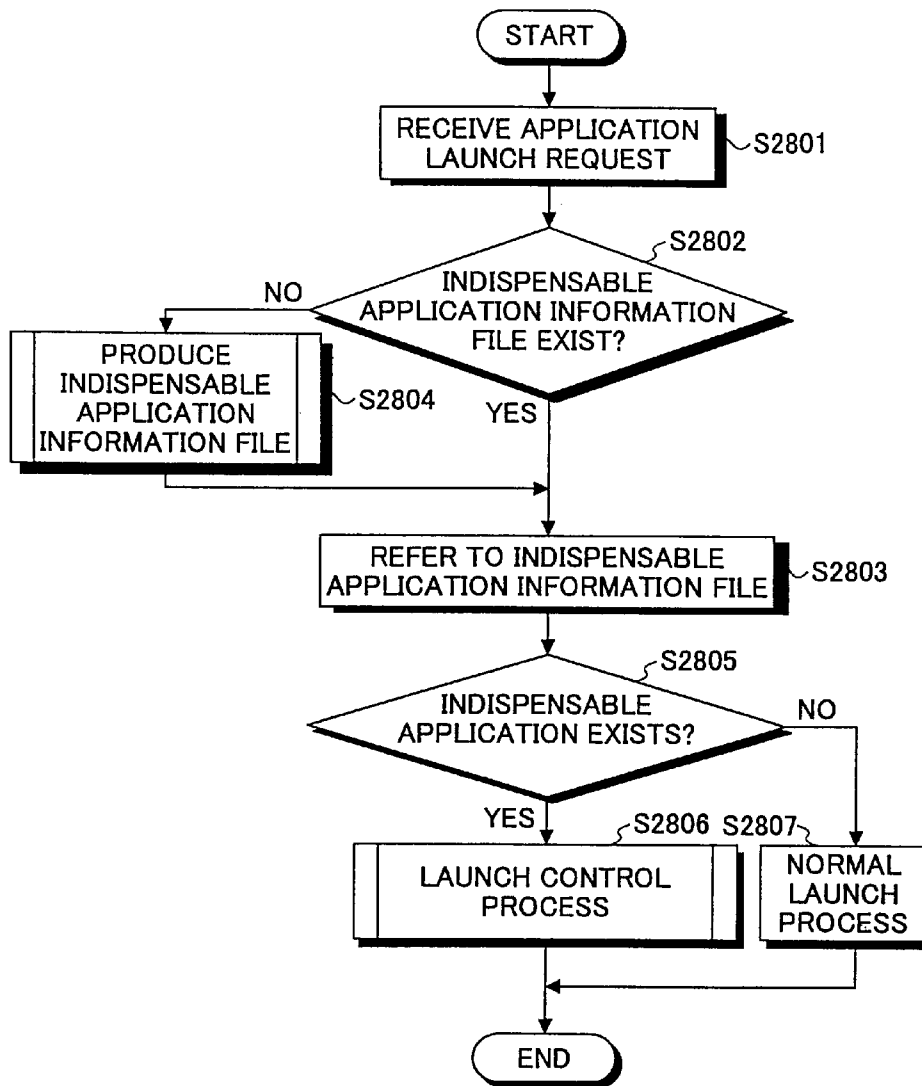 START
RECEIVE APPLICATION
LAUNCH REQUEST
S2801
S2802
INDISPENSABLE
APPLICATION INFORMATION
FILE EXIST?
NO
PRODUCE
INDISPENSABLE
APPLICATION
INFORMATION FILE
S2804
YES
REFER TO INDISPENSABLE
APPLICATION INFORMATION FILE
S2803
S2805
INDISPENSABLE
APPLICATION EXISTS?
NO
YES
S2806
S2807
LAUNCH CONTROL
PROCESS
NORMAL
LAUNCH
PROCESS
END